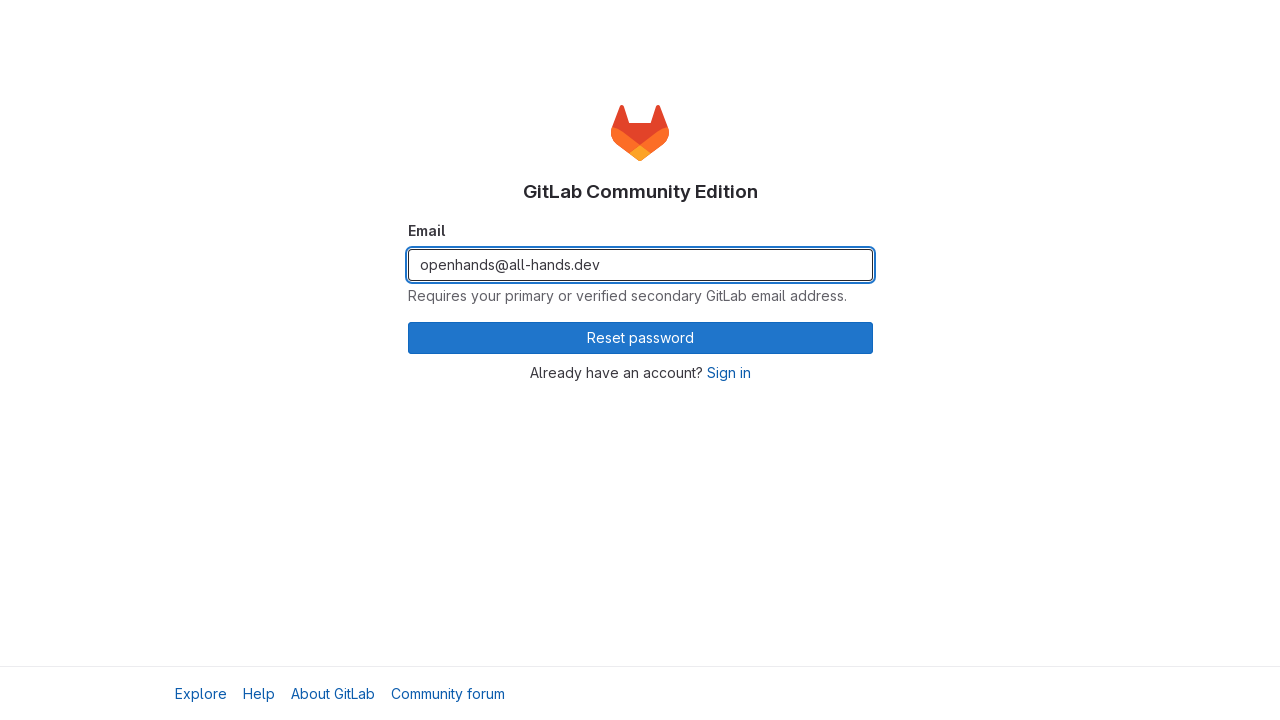 GitLab Community Edition
Email
openhands@all-hands.dev
Requires your primary or verified secondary GitLab email address.
Reset password
Already have an account? Sign in
Explore Help About GitLab Community forum